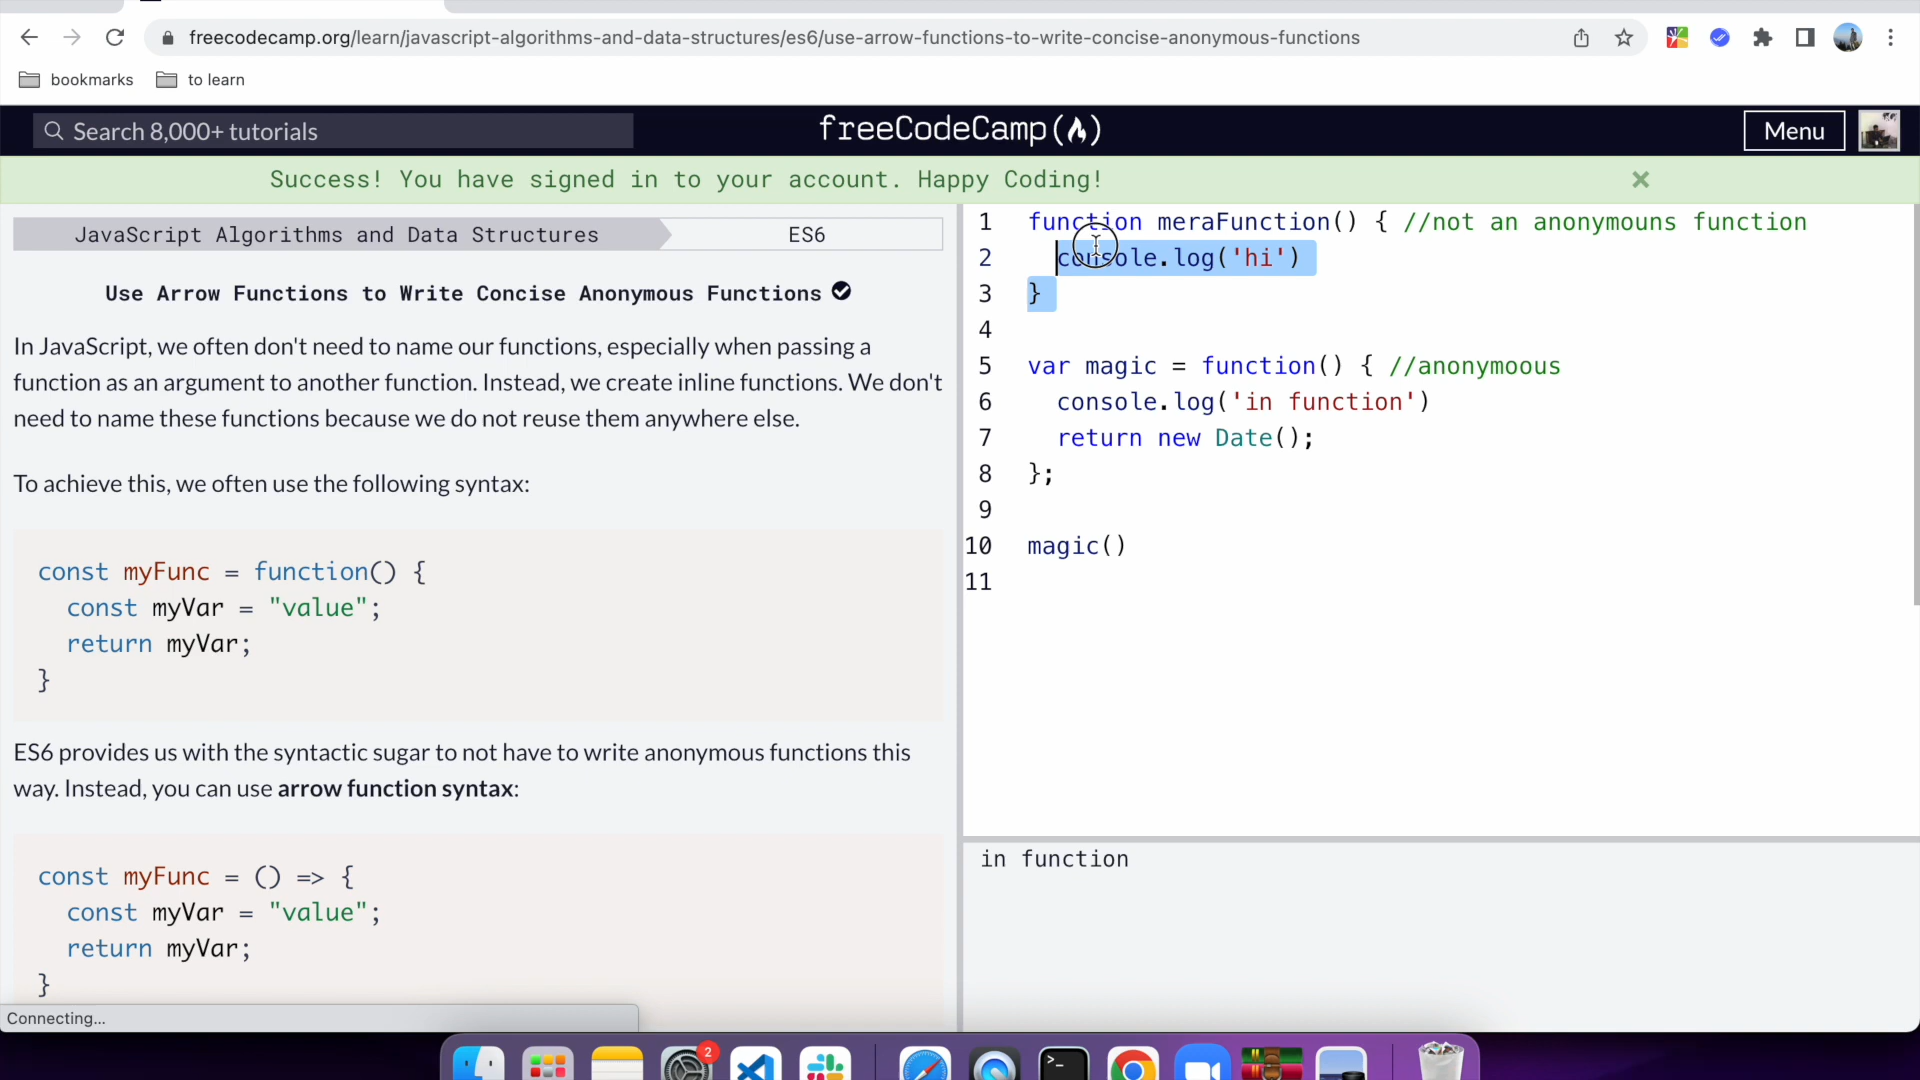 freecodecamp.org/learn/javascript-algorithms-and-data-structures/es6/use-arrow-functions-to-write-concise-anonymous-functions
bookmarks to learn
Search 8,000+ tutorials
freeCodeCamp
Menu
Success! You have signed in to your account. Happy Coding!
JavaScript Algorithms and Data Structures
ES6
Use Arrow Functions to Write Concise Anonymous Functions
In JavaScript, we often don't need to name our functions, especially when passing a
function as an argument to another function. Instead, we create inline functions. We don't
need to name these functions because we do not reuse them anywhere else.
To achieve this, we often use the following syntax:
const myFunc = function() {
const myVar = "value";
return myVar;
}
ES6 provides us with the syntactic sugar to not have to write anonymous functions this
way. Instead, you can use arrow function syntax:
const myFunc = () => {
const myVar = "value";
return myVar;
}
Connecting...
1 function meraFunction() { //not an anonymouns function
2 console.log('hi')
3 }
4
5 var magic = function() { //anonymoous
6 console.log('in function')
7 return new Date();
8 };
9
10 magic()
11
in function
2